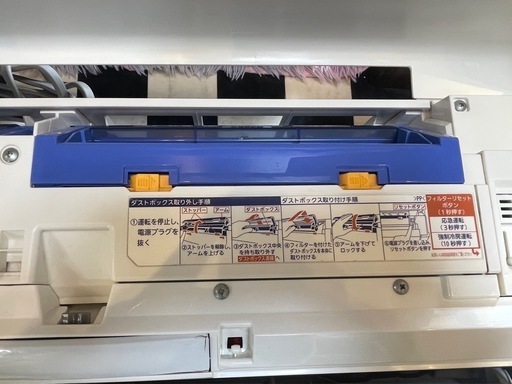 ダストボックス取り外し手順
ダストボックス取り付け手順
>PP<
①運転を停止し、
電源プラグを
抜く
ストッパー
アーム
②ストッパーを解除し、
アームを上げる
ダストボックス
③ダストボックス中央
を持ち取り外す
④フィルターを付けた
ダストボックス本体を
取り付ける
⑤アームを下げて
ロックする
リセットボタン
⑥電源プラグを差し込み、
リセットボタンを押す
フィルターリセット
ボタン
(1秒押す)
応急運転
(3秒押す)
強制冷房運転
(10秒押す)